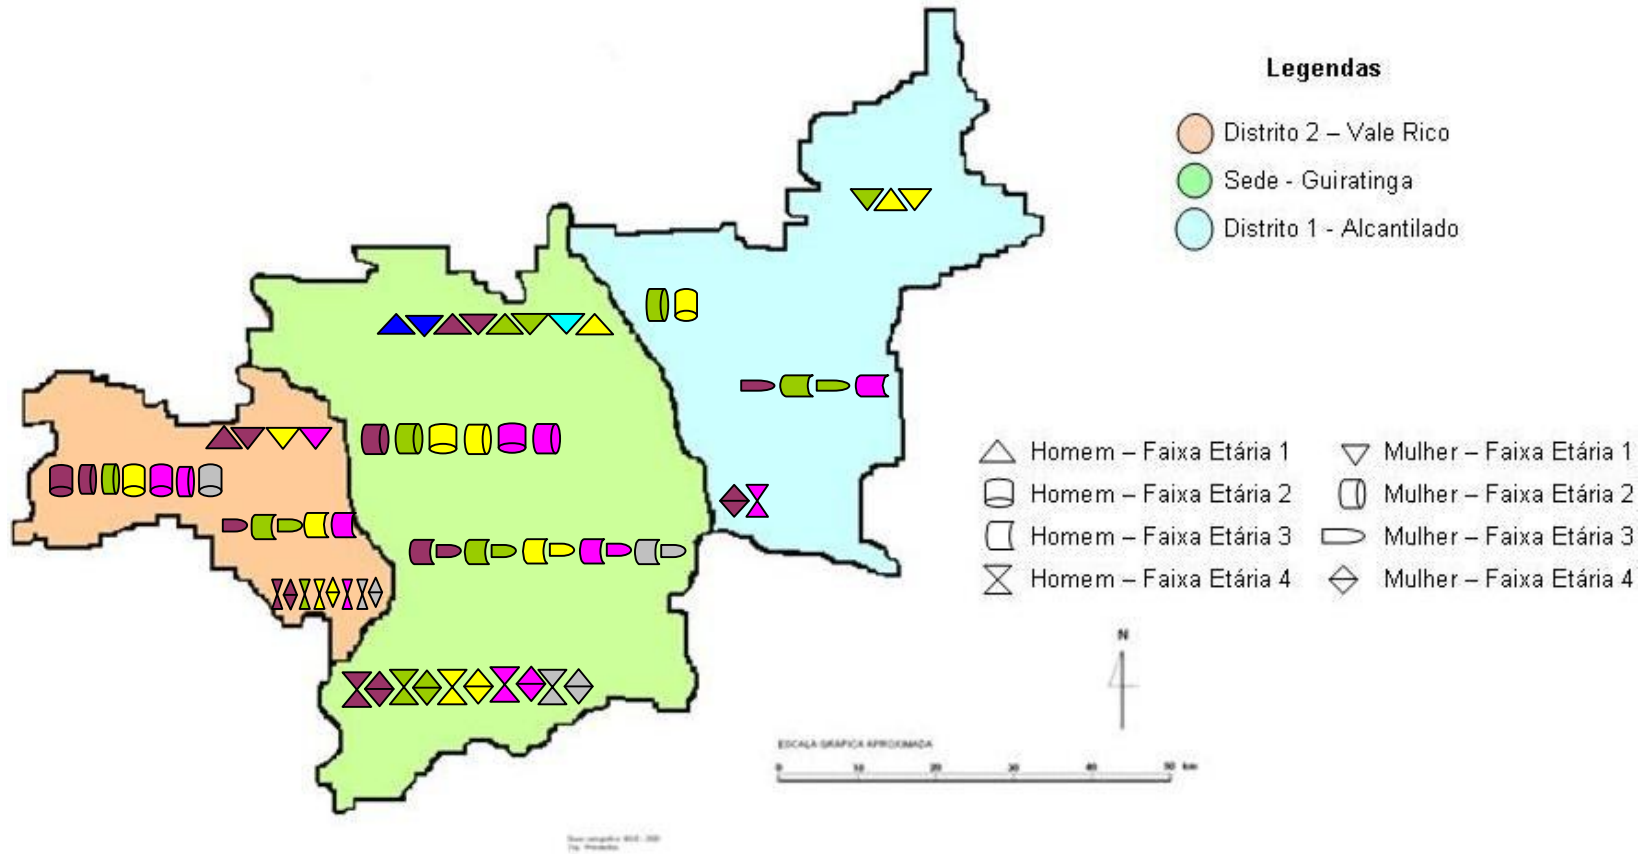 Legendas
Distrito 2 – Vale Rico
Sede - Guiratinga
Distrito 1 - Alcantilado
Homem – Faixa Etária 1
Mulher – Faixa Etária 1
Homem – Faixa Etária 2
Mulher – Faixa Etária 2
Homem – Faixa Etária 3
Mulher – Faixa Etária 3
Homem – Faixa Etária 4
Mulher – Faixa Etária 4
N
ESCALA GRÁFICA APROXIMADA
0 10 20 30 40 50 km